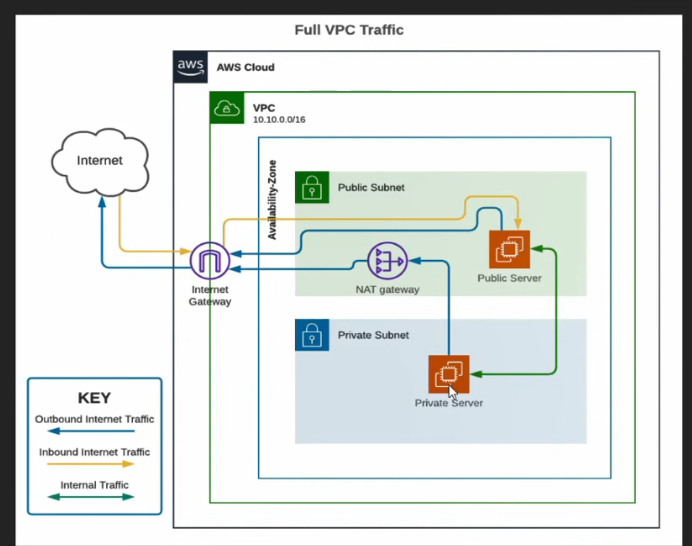 Full VPC Traffic
aws
AWS Cloud
VPC
10.10.0.0/16
Internet
Availability-Zone
Public Subnet
Public Server
NAT gateway
Internet
Gateway
Private Subnet
Private Server
KEY
Outbound Internet Traffic
Inbound Internet Traffic
Internal Traffic